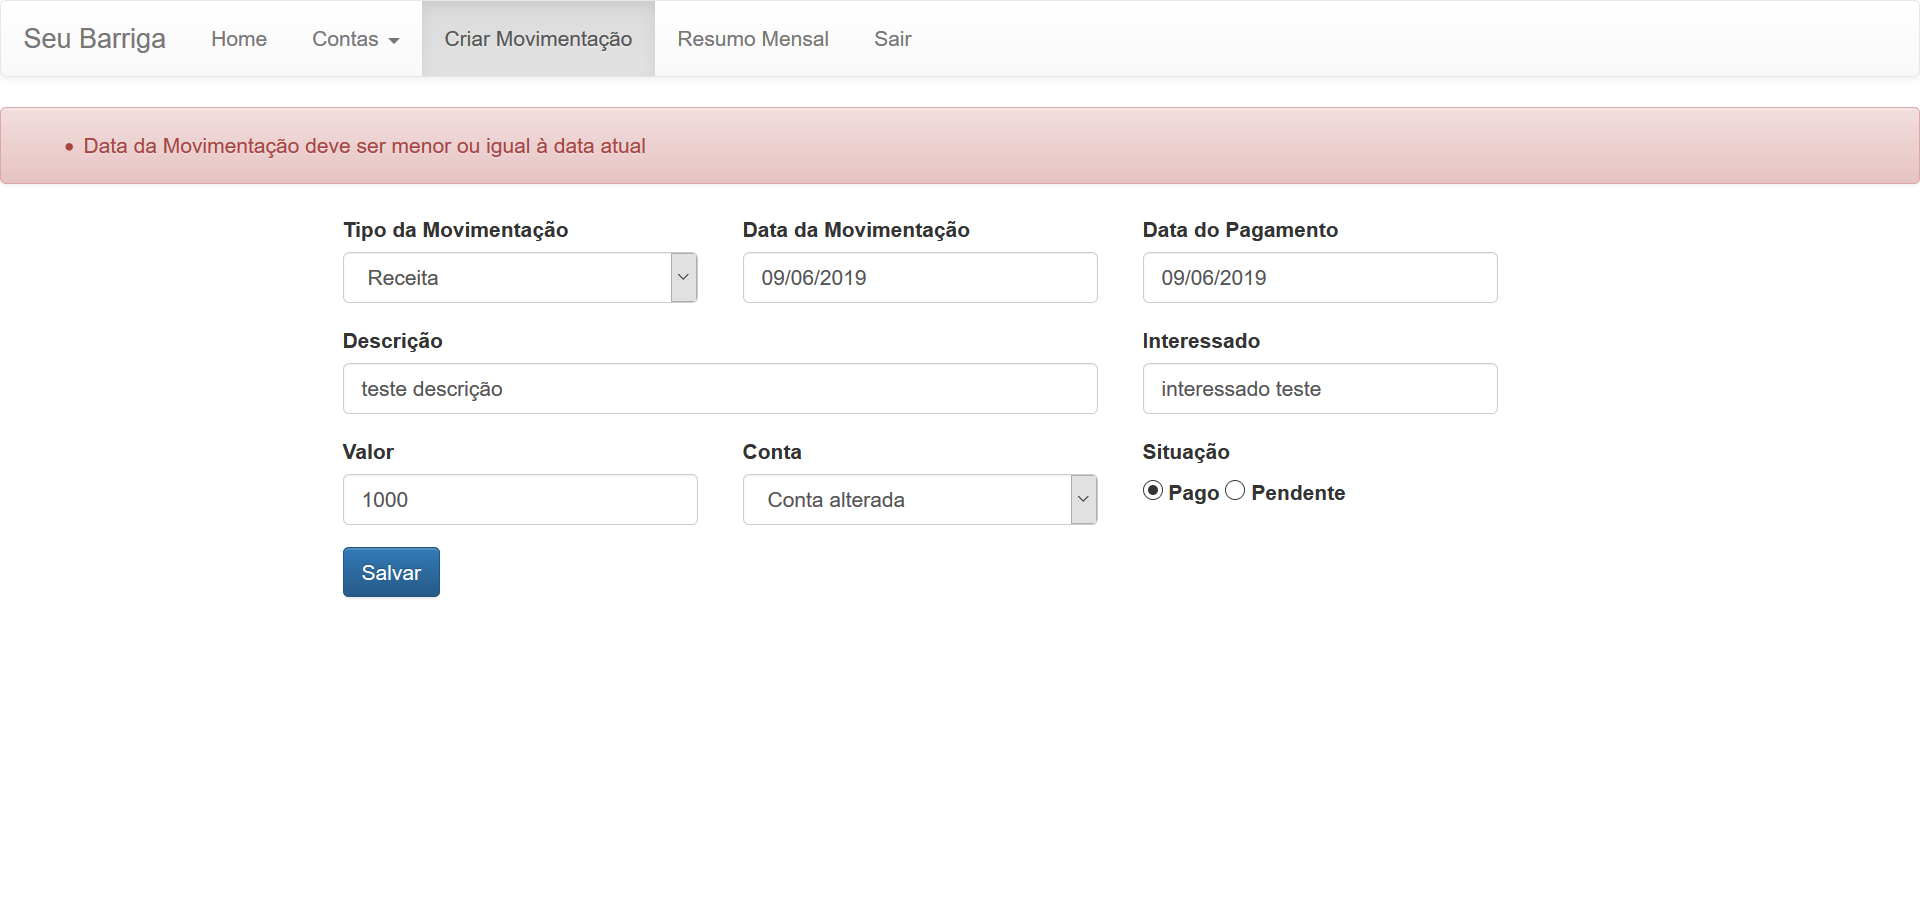 Seu Barriga Home Contas Criar Movimentação Resumo Mensal Sair
Data da Movimentação deve ser menor ou igual à data atual
Tipo da Movimentação Data da Movimentação Data do Pagamento
Receita 09/06/2019 09/06/2019
Descrição Interessado
teste descrição interessado teste
Valor Conta Situação
1000 Conta alterada Pago Pendente
Salvar